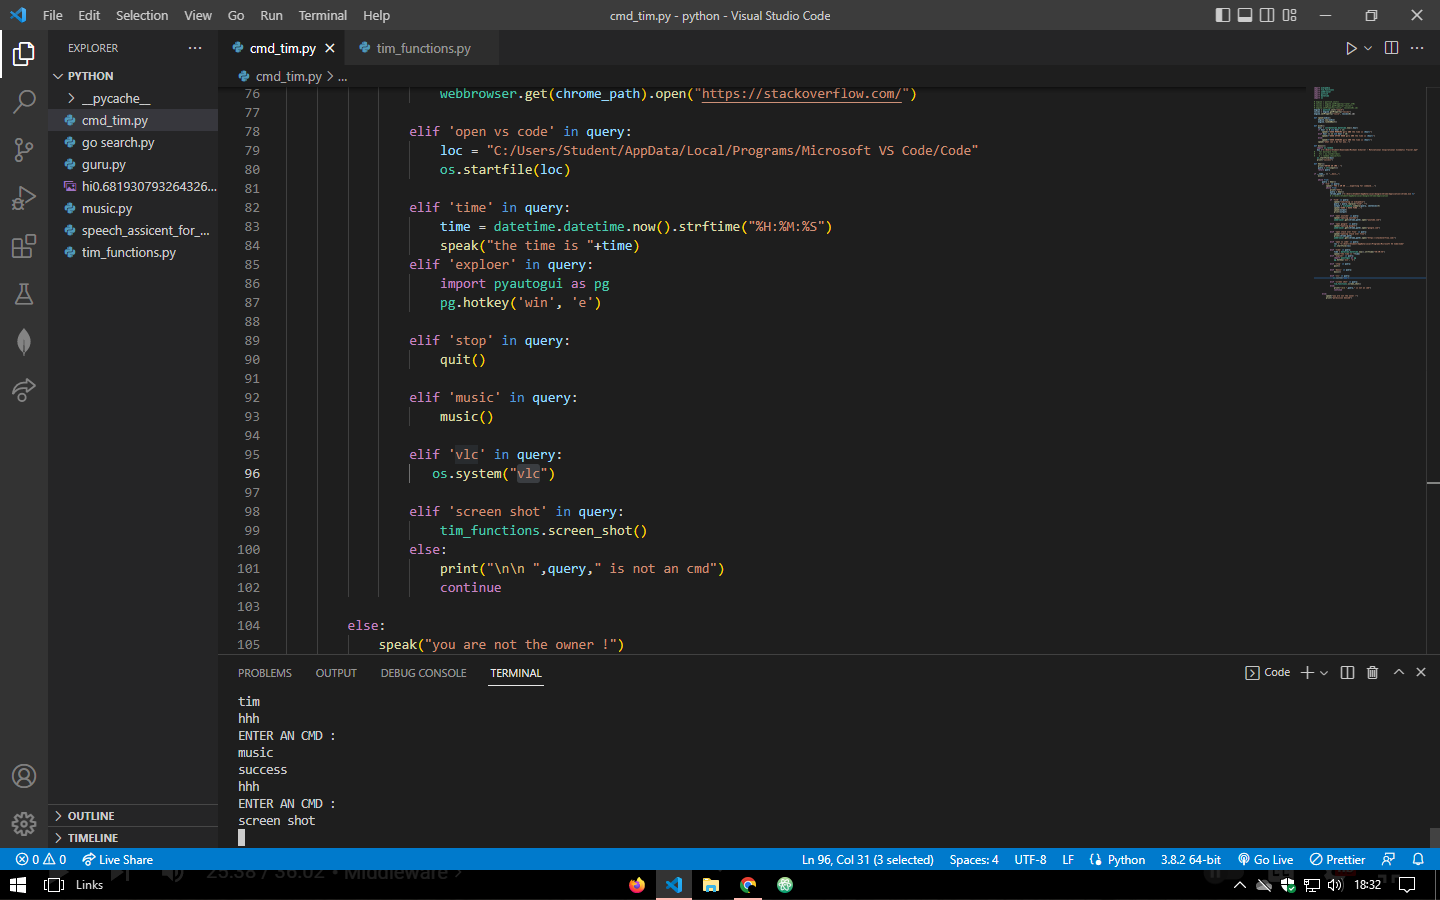 File Edit Selection View Go Run Terminal Help
cmd_tim.py - python - Visual Studio Code
EXPLORER
PYTHON
__pycache__
cmd_tim.py
go search.py
guru.py
hi0.681930793264326...
music.py
speech_assicent_for_...
tim_functions.py
OUTLINE
TIMELINE
cmd_tim.py
tim_functions.py
cmd_tim.py > ...
76 webbrowser.get(chrome_path).open("https://stackoverflow.com/")
77
78 elif 'open vs code' in query:
79 loc = "C:/Users/Student/AppData/Local/Programs/Microsoft VS Code/Code"
80 os.startfile(loc)
81
82 elif 'time' in query:
83 time = datetime.datetime.now().strftime("%H:%M:%S")
84 speak("the time is "+time)
85 elif 'exploer' in query:
86 import pyautogui as pg
87 pg.hotkey('win', 'e')
88
89 elif 'stop' in query:
90 quit()
91
92 elif 'music' in query:
93 music()
94
95 elif 'vlc' in query:
96 os.system("vlc")
97
98 elif 'screen shot' in query:
99 tim_functions.screen_shot()
100 else:
101 print("\n\n ",query," is not an cmd")
102 continue
103
104 else:
105 speak("you are not the owner !")
PROBLEMS OUTPUT DEBUG CONSOLE TERMINAL
Code
tim
hhh
ENTER AN CMD :
music
success
hhh
ENTER AN CMD :
screen shot
0 0 Live Share
Ln 96, Col 31 (3 selected) Spaces: 4 UTF-8 LF Python 3.8.2 64-bit Go Live Prettier
25:38 / 36:02 • Middleware
Links
18:32